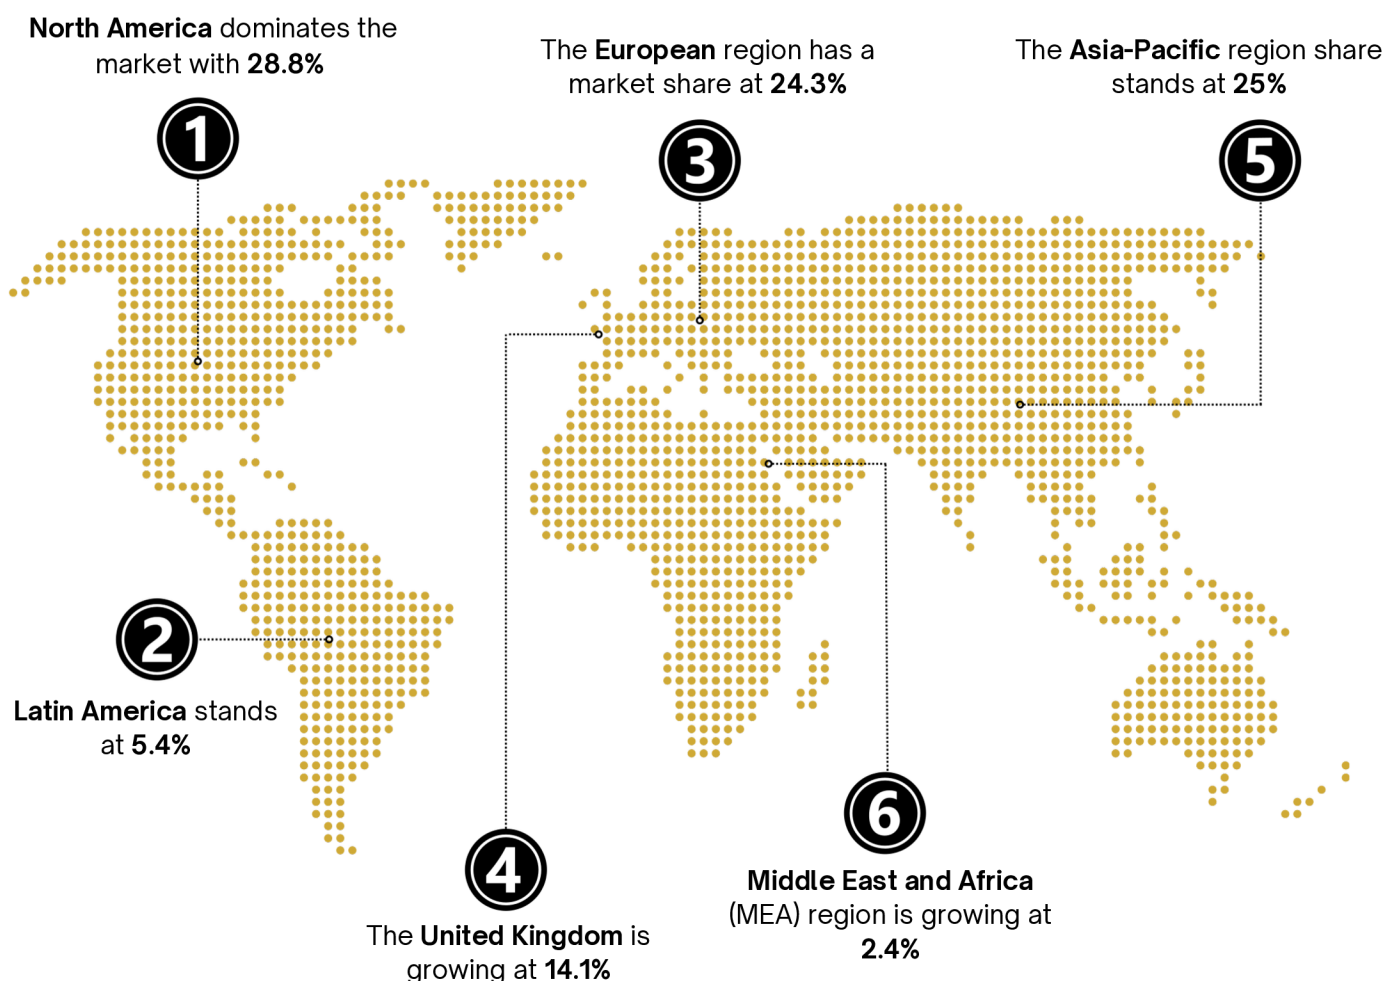 North America dominates the
market with 28.8%
1
The European region has a
market share at 24.3%
3
The Asia-Pacific region share
stands at 25%
5
2
Latin America stands
at 5.4%
4
The United Kingdom is
growing at 14.1%
6
Middle East and Africa
(MEA) region is growing at
2.4%